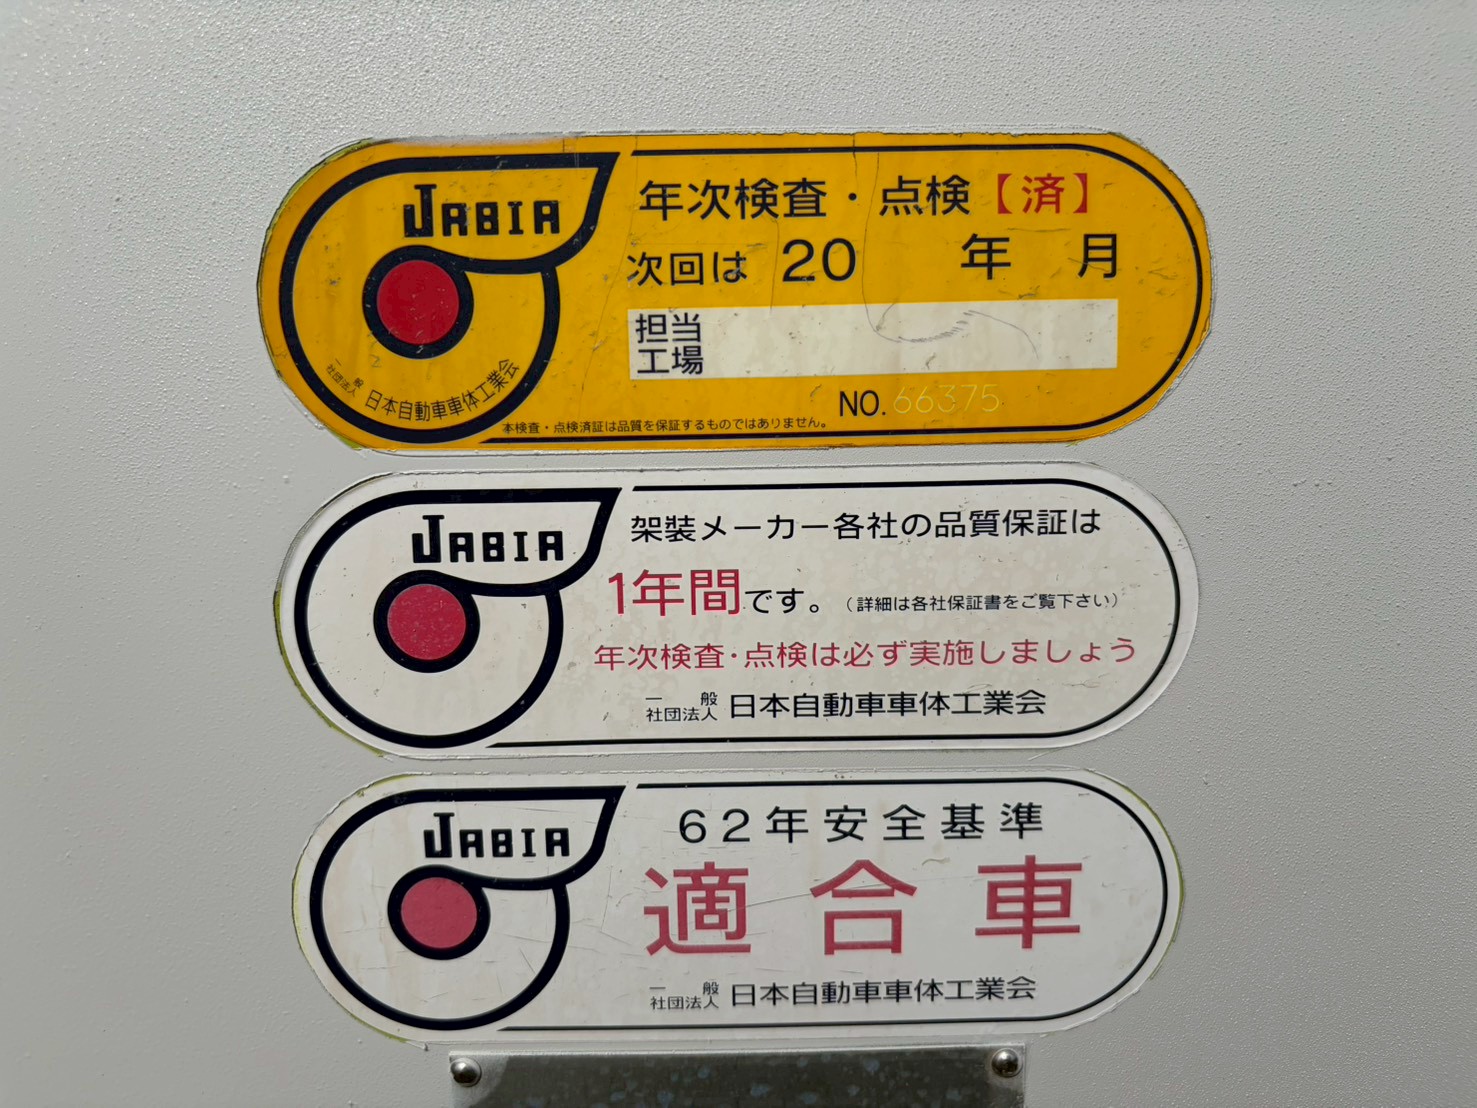 JABIA
年次検査・点検【済】
次回は 20 年 月
担当
工場
NO. 66375
一般
社団法人 日本自動車車体工業会
本検査・点検済証は品質を保証するものではありません。
JABIA
架装メーカー各社の品質保証は
1年間です。（詳細は各社保証書をご覧下さい）
年次検査・点検は必ず実施しましょう
一般
社団法人 日本自動車車体工業会
JABIA
62年安全基準
適合車
一般
社団法人 日本自動車車体工業会